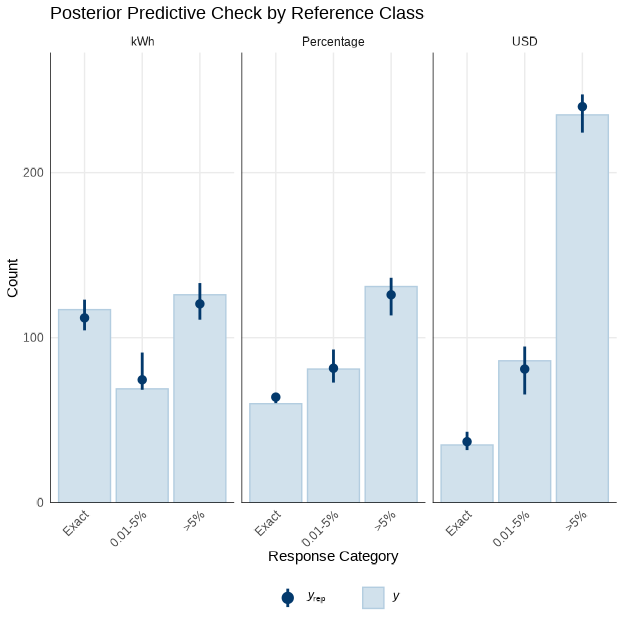 Posterior Predictive Check by Reference Class
kWh
Percentage
USD
Count
200
100
0
Exact
0.01-5%
>5%
Exact
0.01-5%
>5%
Exact
0.01-5%
>5%
Response Category
yrep
y